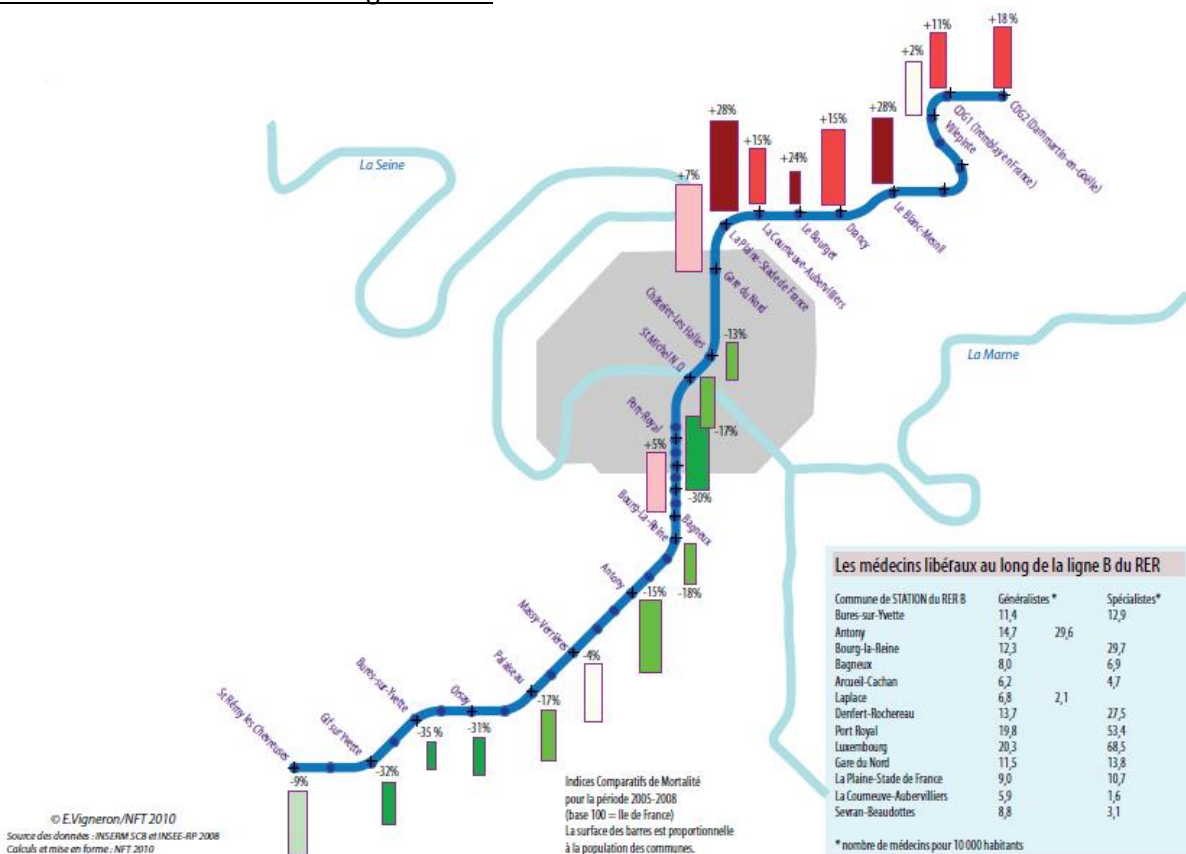 +11%
+18%
+2%
+28%
+28%
+15%
+15%
+24%
+7%
La Seine
CDG1 (Tremblay en France)
CDG2 (Dammartin-en-Goëlle)
Villepinte
Le Blanc-Mesnil
Drancy
Le Bourget
La Courneuve-Aubervilliers
La Plaine-Stade de France
Gare du Nord
Châtelet-Les Halles
-13%
St Michel N.D.
La Marne
Port-Royal
-17%
+5%
-30%
Bourg-La-Reine
Bagneux
Antony
-15%
-18%
Massy-Verrières
-4%
Palaiseau
Orsay
-17%
Bures-sur-Yvette
-35 %
-31%
St Rémy les Chevreuses
Gif sur Yvette
-32%
-9%
Indices Comparatifs de Mortalité
pour la période 2005-2008
(base 100 = Ile de France)
La surface des barres est proportionnelle
à la population des communes.
© E.Vigneron/NFT 2010
Source des données : INSERM SC8 et INSEE-RP 2008
Calculs et mise en forme : NFT 2010
Les médecins libéraux au long de la ligne B du RER
Commune de STATION du RER B Généralistes * Spécialistes*
Bures-sur-Yvette 11,4 12,9
Antony 14,7 29,6
Bourg-la-Reine 12,3 29,7
Bagneux 8,0 6,9
Arcueil-Cachan 6,2 4,7
Laplace 6,8 2,1
Denfert-Rochereau 13,7 27,5
Port Royal 19,8 53,4
Luxembourg 20,3 68,5
Gare du Nord 11,5 13,8
La Plaine-Stade de France 9,0 10,7
La Courneuve-Aubervilliers 5,9 1,6
Sevran-Beaudottes 8,8 3,1
* nombre de médecins pour 10 000 habitants